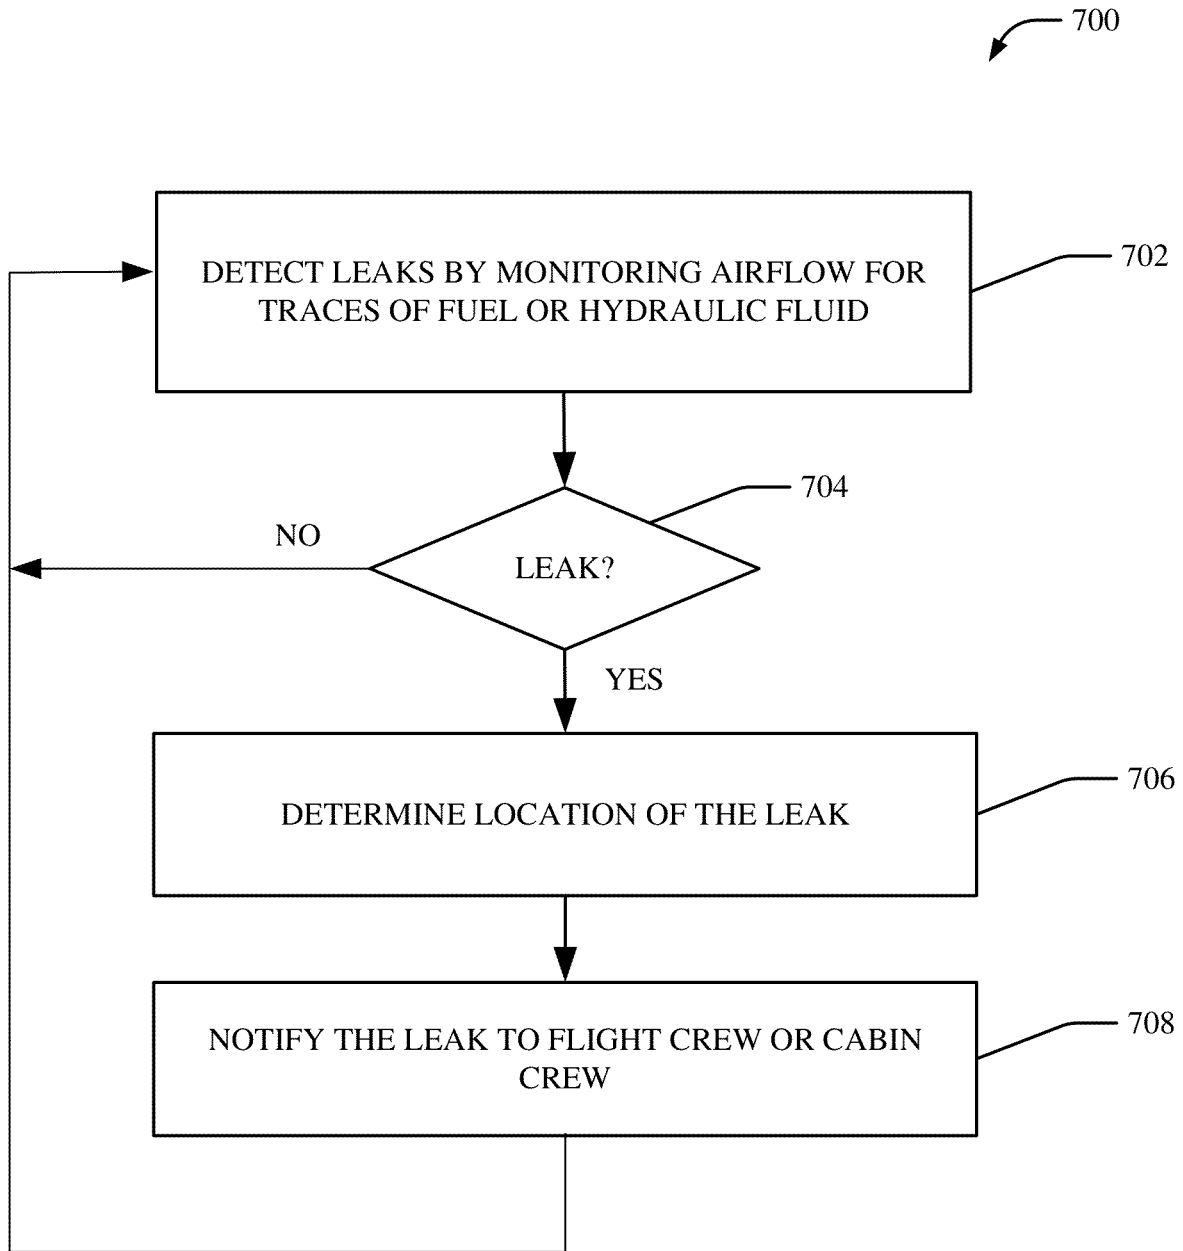 700
DETECT LEAKS BY MONITORING AIRFLOW FOR
TRACES OF FUEL OR HYDRAULIC FLUID
702
704
NO
LEAK?
YES
DETERMINE LOCATION OF THE LEAK
706
NOTIFY THE LEAK TO FLIGHT CREW OR CABIN
CREW
708